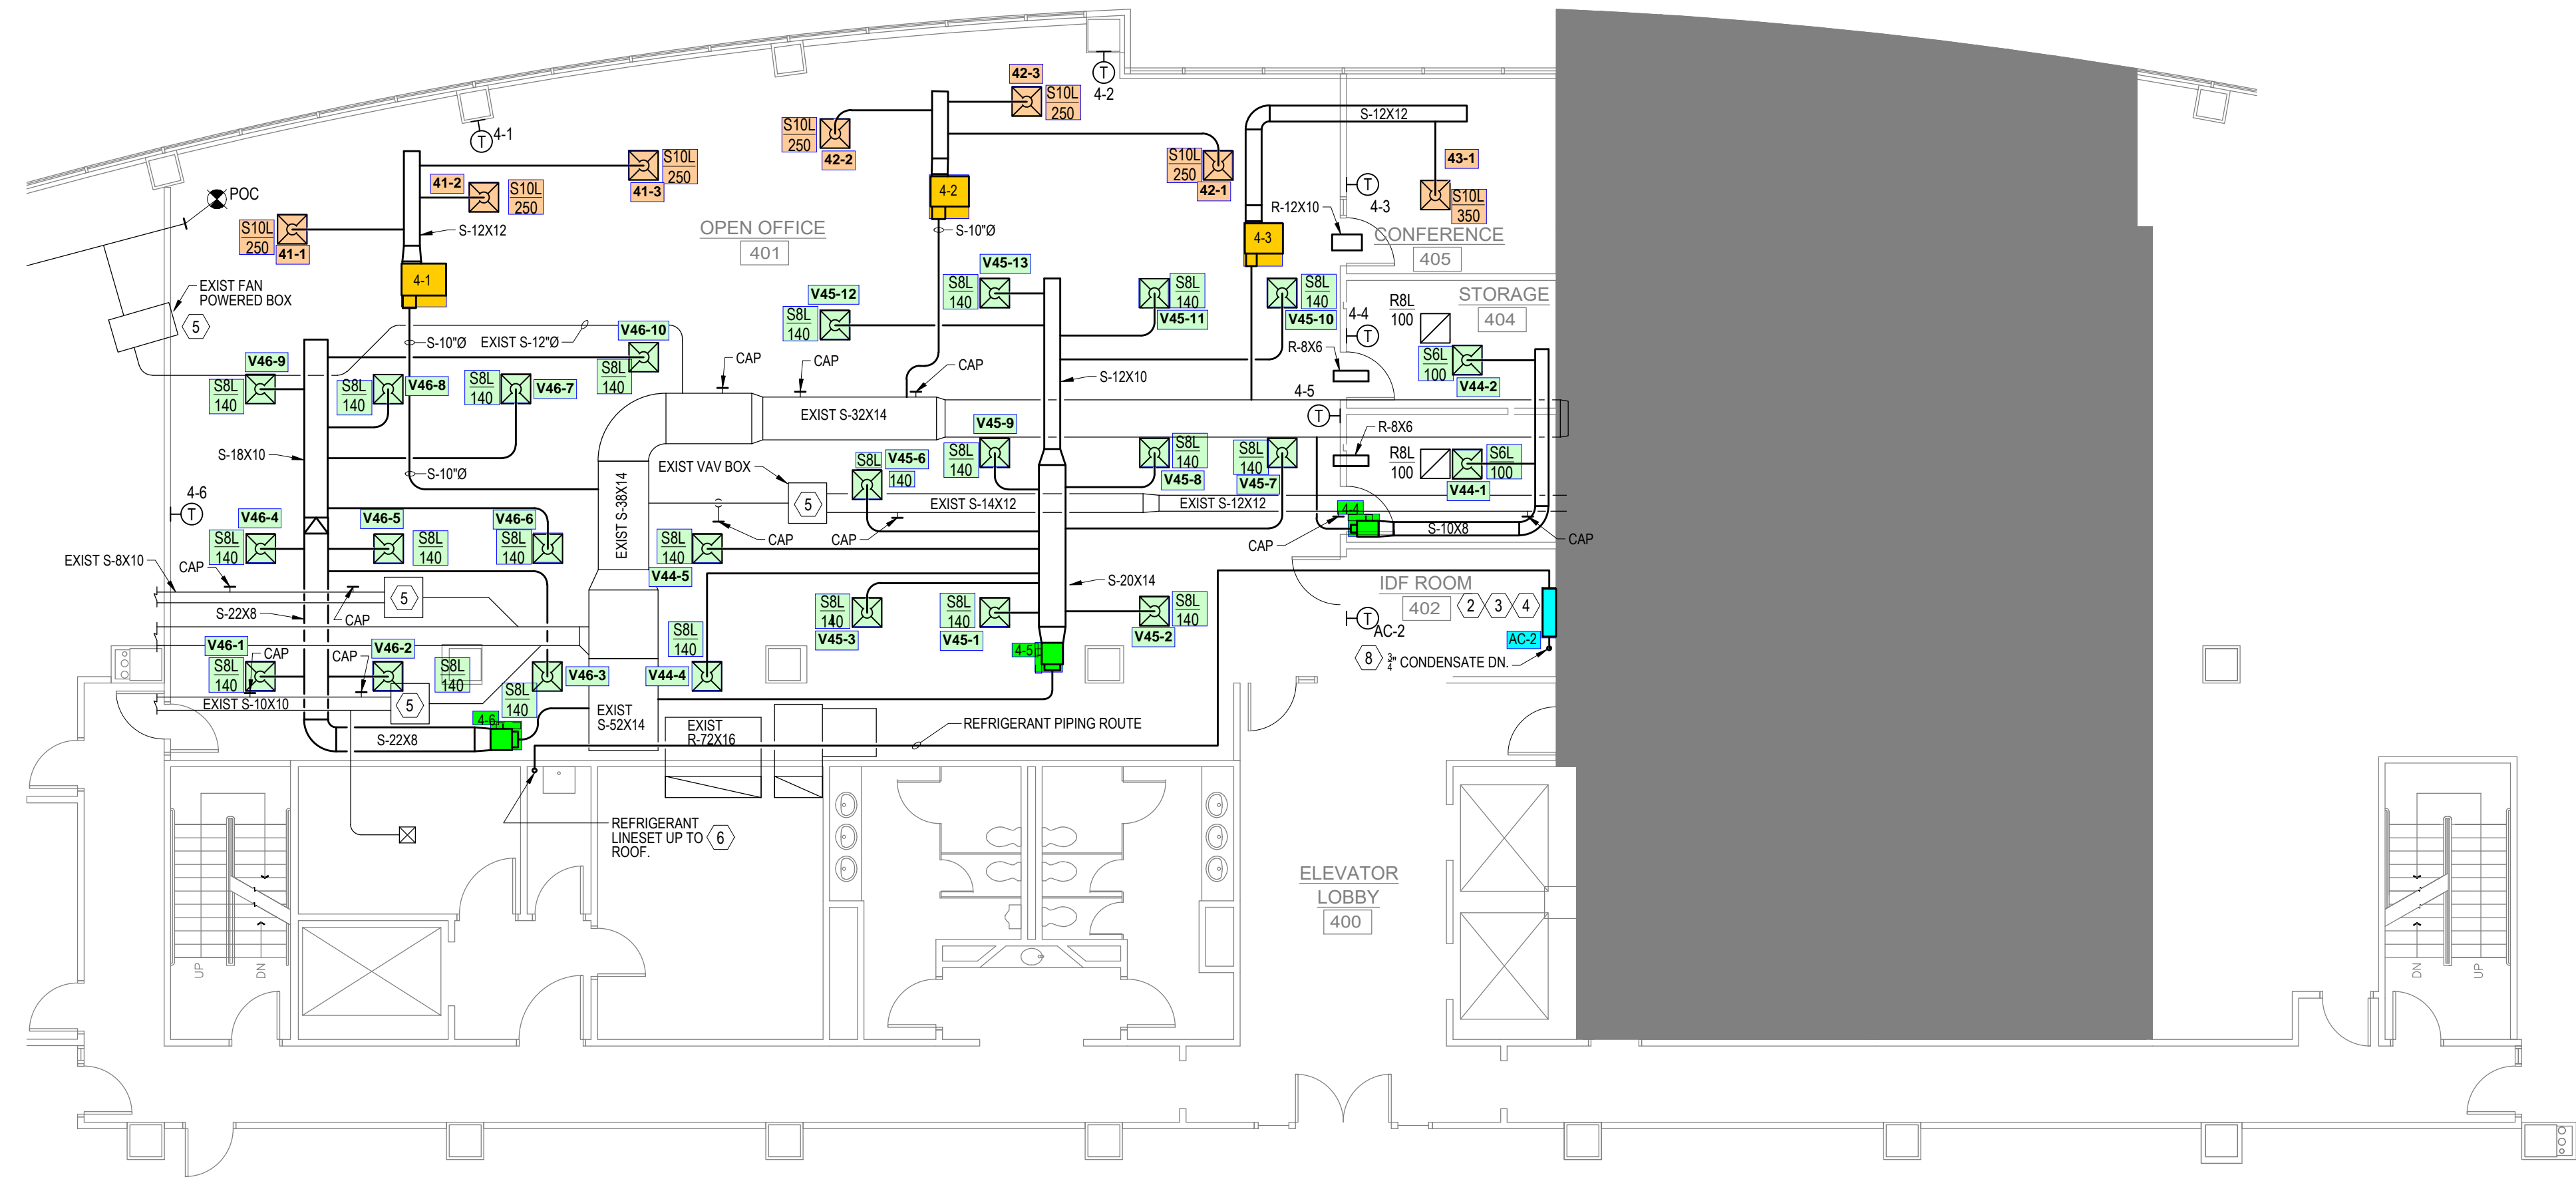 42-3
S10L
250
T
4-2
S10L
250
42-2
S-12X12
T
4-1
S10L
250
41-3
41-2
S10L
250
S10L
250
42-1
43-1
S10L
350
T
4-3
4-2
POC
S10L
250
41-1
S-12X12
OPEN OFFICE
401
S-10"Ø
R-12X10
CONFERENCE
405
4-3
4-1
EXIST FAN
POWERED BOX
5
V45-13
S8L
140
V45-12
S8L
140
S8L
140
V45-11
S8L
140
V45-10
STORAGE
404
R8L
100
4-4
T
V46-10
S8L
140
S-10"Ø
EXIST S-12"Ø
R-8X6
S6L
100
V44-2
V46-9
S8L
140
S8L
140
V46-8
S8L
140
V46-7
CAP
CAP
CAP
S-12X10
4-5
T
EXIST S-32X14
V45-9
S8L
140
R-8X6
S-18X10
S-10"Ø
EXIST VAV BOX
V45-6
S8L
140
S8L
140
V45-8
S8L
140
V45-7
R8L
100
S6L
100
V44-1
4-6
T
EXIST S-38X14
5
EXIST S-14X12
EXIST S-12X12
4-4
S-10X8
V46-4
S8L
140
V46-5
S8L
140
V46-6
S8L
140
S8L
140
V44-5
CAP
CAP
CAP
CAP
EXIST S-8X10
CAP
5
S-20X14
IDF ROOM
402
2
3
4
S-22X8
CAP
S8L
140
V45-3
S8L
140
V45-1
S8L
140
V45-2
T
AC-2
AC-2
V46-1
S8L
140
CAP
CAP
V46-2
S8L
140
S8L
140
V46-3
S8L
140
V44-4
4-5
8
3/4" CONDENSATE DN.
EXIST S-10X10
5
4-6
S-22X8
EXIST
S-52X14
EXIST
R-72X16
REFRIGERANT PIPING ROUTE
REFRIGERANT
LINESET UP TO
ROOF.
6
ELEVATOR
LOBBY
400
UP
DN
DN
UP